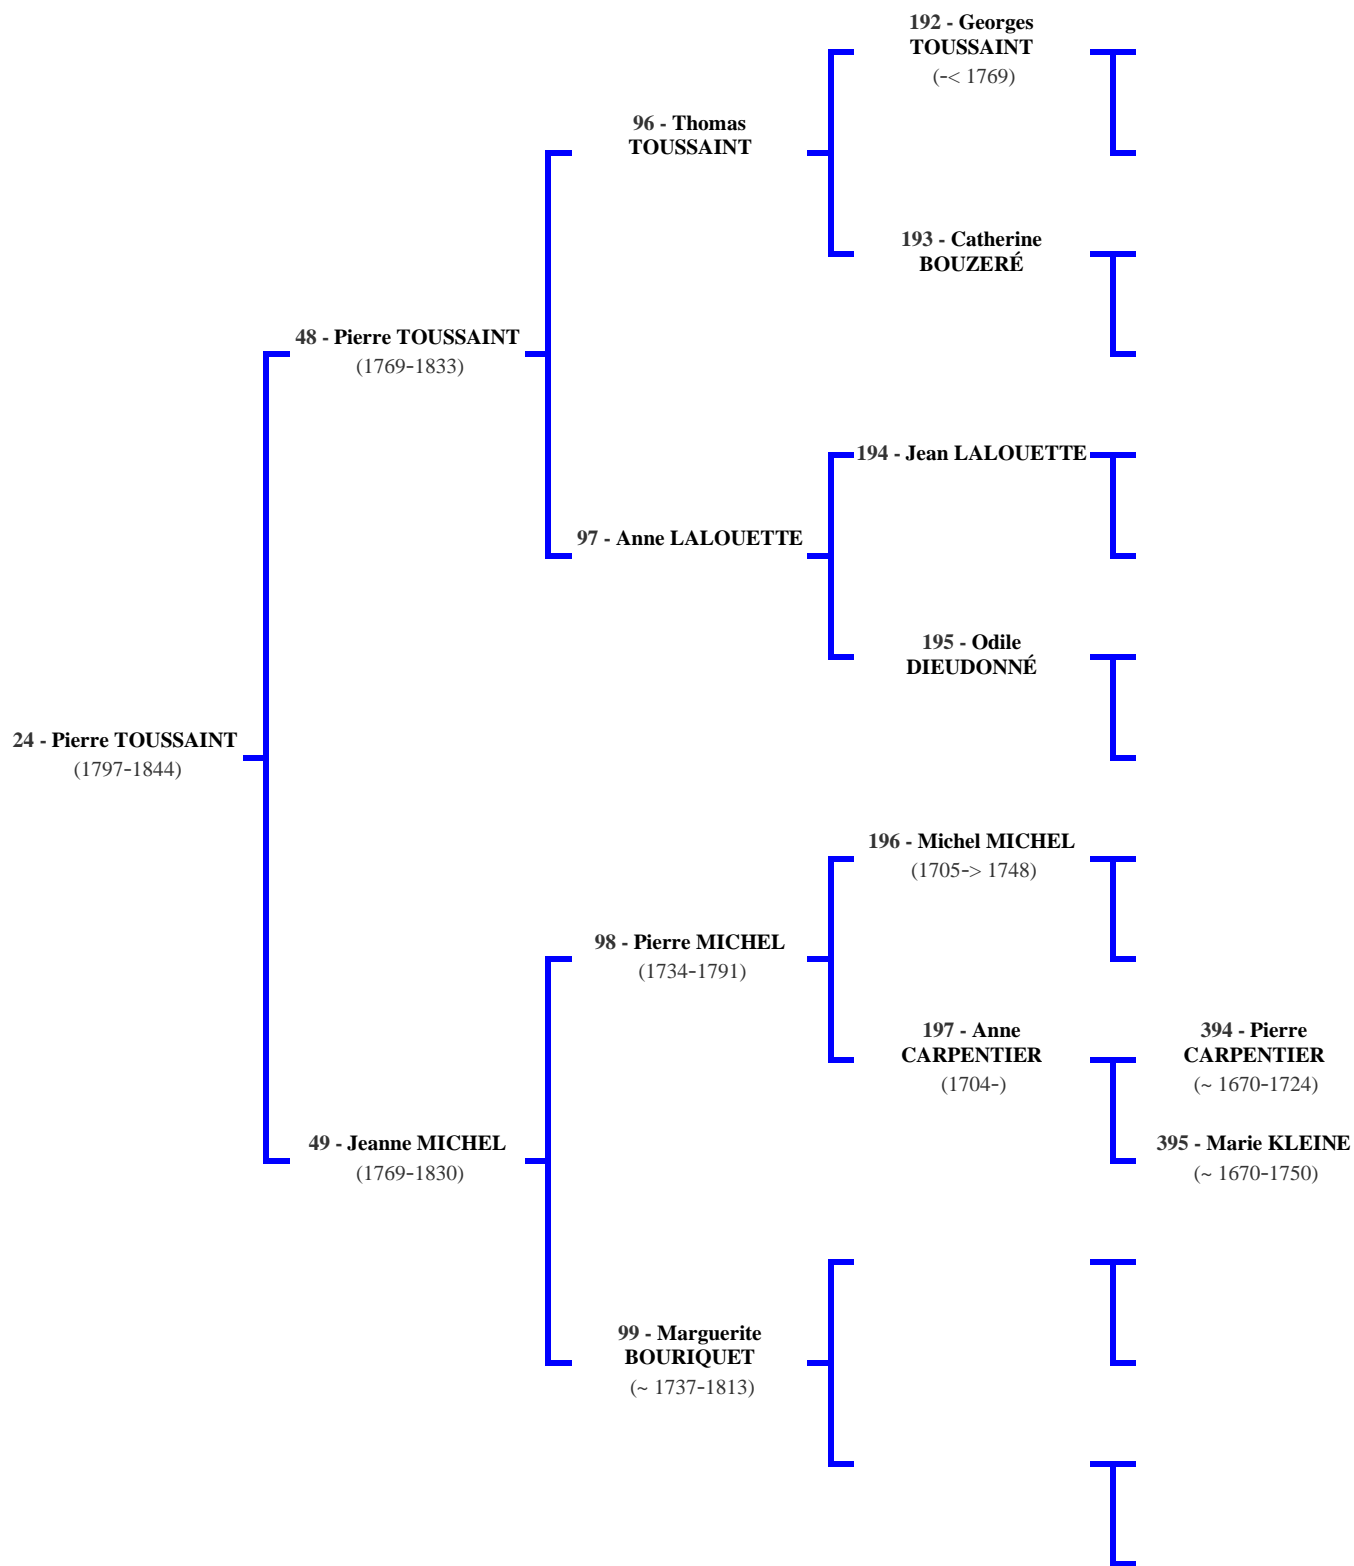 192 - Georges
TOUSSAINT
(-< 1769)
96 - Thomas
TOUSSAINT
193 - Catherine
BOUZERÉ
48 - Pierre TOUSSAINT
(1769-1833)
194 - Jean LALOUETTE
97 - Anne LALOUETTE
195 - Odile
DIEUDONNÉ
24 - Pierre TOUSSAINT
(1797-1844)
196 - Michel MICHEL
(1705-> 1748)
98 - Pierre MICHEL
(1734-1791)
197 - Anne
CARPENTIER
(1704-)
394 - Pierre
CARPENTIER
(~ 1670-1724)
49 - Jeanne MICHEL
(1769-1830)
395 - Marie KLEINE
(~ 1670-1750)
99 - Marguerite
BOURIQUET
(~ 1737-1813)